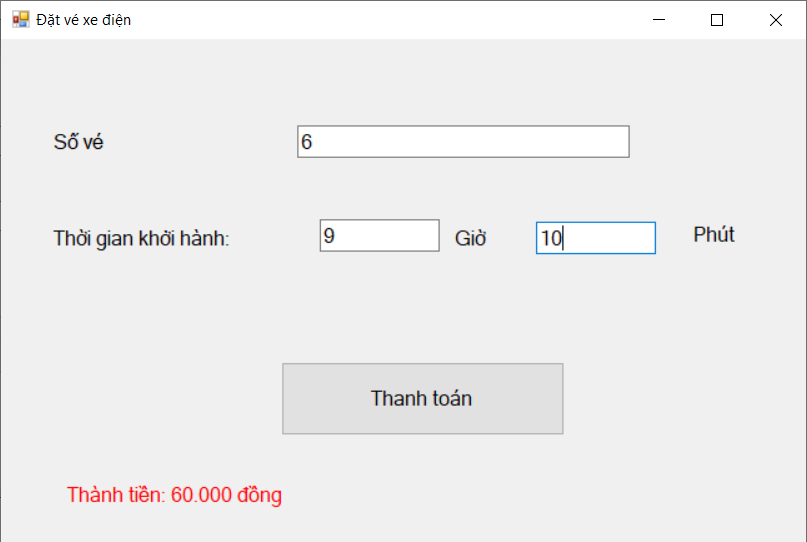 Đặt vé xe điện
Số vé
6
Thời gian khởi hành:
9
Giờ
10
Phút
Thanh toán
Thành tiền: 60.000 đồng